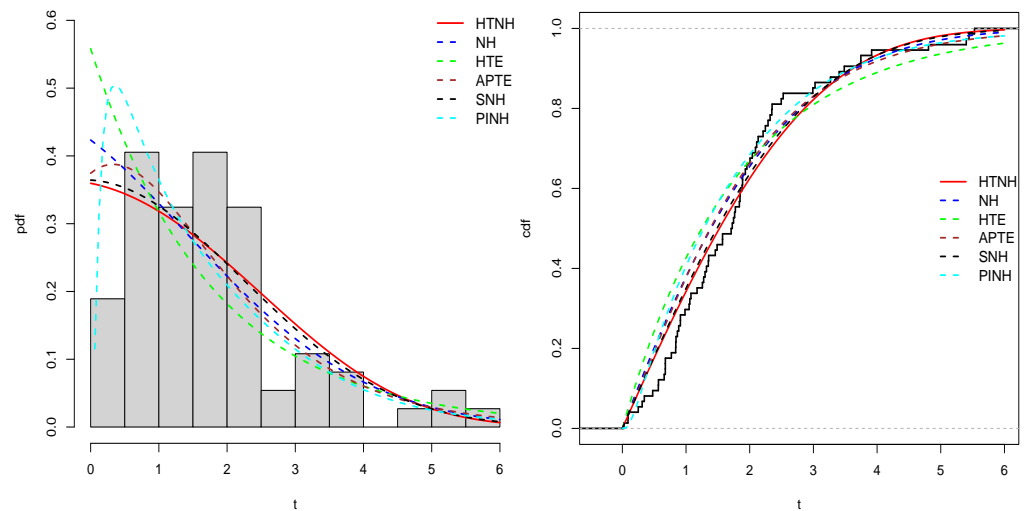 HTNH
NH
HTE
APTE
SNH
PINH
pdf
0.6
0.5
0.4
0.3
0.2
0.1
0.0
0 1 2 3 4 5 6
t
cdf
1.0
0.8
0.6
0.4
0.2
0.0
HTNH
NH
HTE
APTE
SNH
PINH
0 1 2 3 4 5 6
t